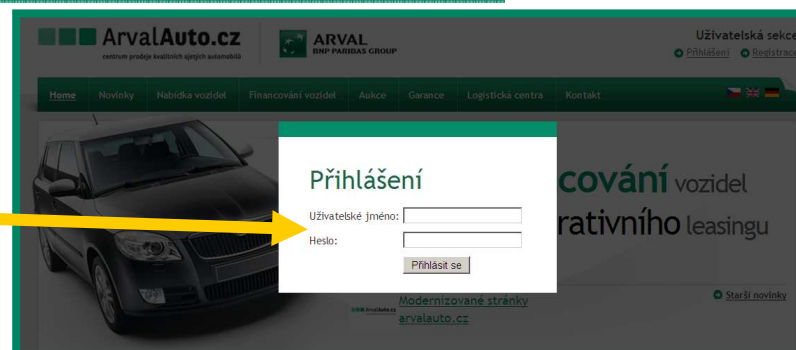 ArvalAuto.cz
centrum prodeje kvalitních ojetých automobilů
ARVAL
BNP PARIBAS GROUP
Uživatelská sekce
Přihlášení Registrace
Home Novinky Nabídka vozidel Financování vozidel Aukce Garance Logistická centra Kontakt
Přihlášení
Uživatelské jméno:
Heslo:
Přihlásit se
cování vozidel
rativního leasingu
Modernizované stránky
arvalauto.cz
Starší novinky